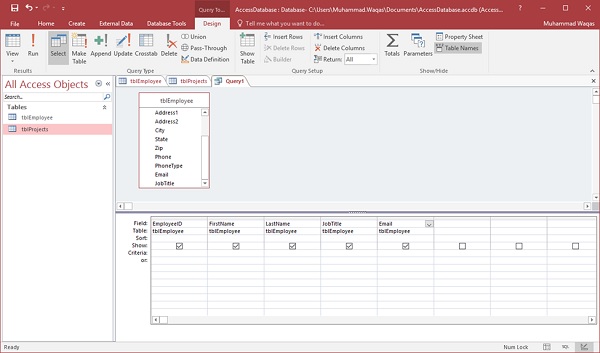 Query To... AccessDatabase : Database- C:\Users\Muhammad.Waqas\Documents\AccessDatabase.accdb (Access... ? — ❐ ✕
File Home Create External Data Database Tools Design Tell me what you want to do... Muhammad Waqas
View Run Select Make Table Append Update Crosstab Delete Union Pass-Through Data Definition Show Table Insert Rows Delete Rows Builder Insert Columns Delete Columns Return: All Totals Parameters Property Sheet Table Names
Results Query Type Query Setup Show/Hide
All Access Objects
Search...
Tables
tblEmployee
tblProjects
tblEmployee tblProjects Query1
tblEmployee
Address1
Address2
City
State
Zip
Phone
PhoneType
Email
JobTitle
Field: EmployeeID FirstName LastName JobTitle Email
Table: tblEmployee tblEmployee tblEmployee tblEmployee tblEmployee
Sort:
Show:
Criteria:
or:
Ready Num Lock SQL